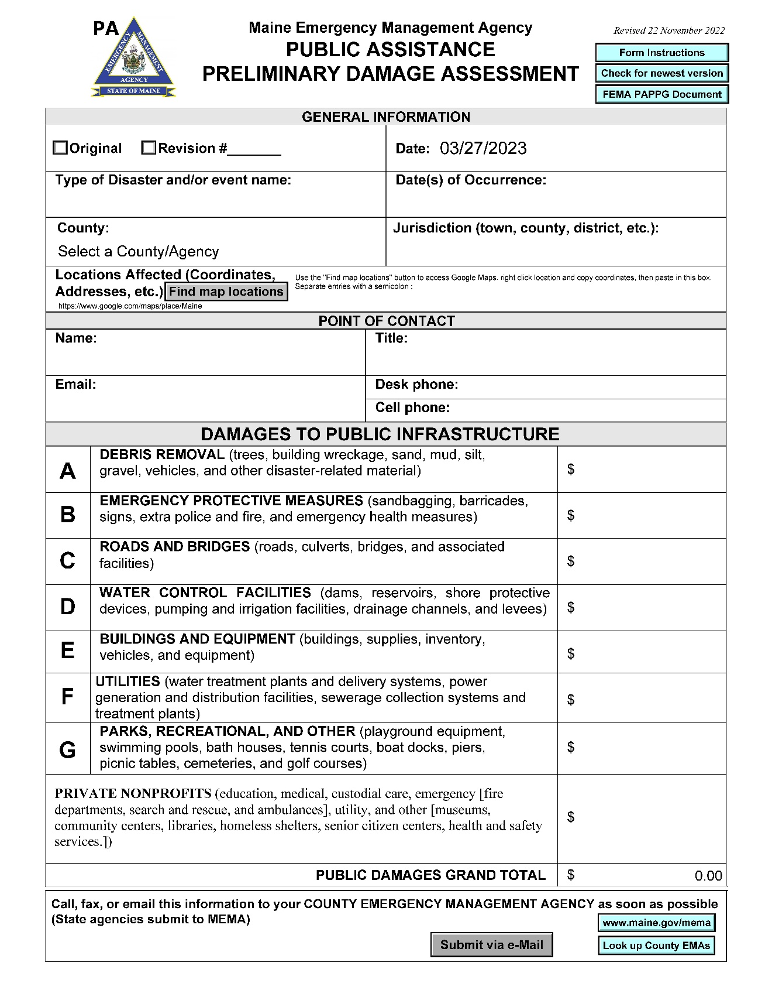 PA
EMERGENCY MANAGEMENT
AGENCY
STATE OF MAINE
Maine Emergency Management Agency
PUBLIC ASSISTANCE
PRELIMINARY DAMAGE ASSESSMENT
Revised 22 November 2022
Form Instructions
Check for newest version
FEMA PAPPG Document
GENERAL INFORMATION
Original Revision #_______
Date: 03/27/2023
Type of Disaster and/or event name:
Date(s) of Occurrence:
County:
Select a County/Agency
Jurisdiction (town, county, district, etc.):
Locations Affected (Coordinates,
Addresses, etc.) Find map locations
https://www.google.com/maps/place/Maine
Use the "Find map locations" button to access Google Maps. right click location and copy coordinates, then paste in this box.
Separate entries with a semicolon :
POINT OF CONTACT
Name:
Title:
Email:
Desk phone:
Cell phone:
DAMAGES TO PUBLIC INFRASTRUCTURE
A
DEBRIS REMOVAL (trees, building wreckage, sand, mud, silt,
gravel, vehicles, and other disaster-related material)
$
B
EMERGENCY PROTECTIVE MEASURES (sandbagging, barricades,
signs, extra police and fire, and emergency health measures)
$
C
ROADS AND BRIDGES (roads, culverts, bridges, and associated
facilities)
$
D
WATER CONTROL FACILITIES (dams, reservoirs, shore protective
devices, pumping and irrigation facilities, drainage channels, and levees)
$
E
BUILDINGS AND EQUIPMENT (buildings, supplies, inventory,
vehicles, and equipment)
$
F
UTILITIES (water treatment plants and delivery systems, power
generation and distribution facilities, sewerage collection systems and
treatment plants)
$
G
PARKS, RECREATIONAL, AND OTHER (playground equipment,
swimming pools, bath houses, tennis courts, boat docks, piers,
picnic tables, cemeteries, and golf courses)
$
PRIVATE NONPROFITS (education, medical, custodial care, emergency [fire
departments, search and rescue, and ambulances], utility, and other [museums,
community centers, libraries, homeless shelters, senior citizen centers, health and safety
services.])
$
PUBLIC DAMAGES GRAND TOTAL
$ 0.00
Call, fax, or email this information to your COUNTY EMERGENCY MANAGEMENT AGENCY as soon as possible
(State agencies submit to MEMA)
www.maine.gov/mema
Submit via e-Mail
Look up County EMAs